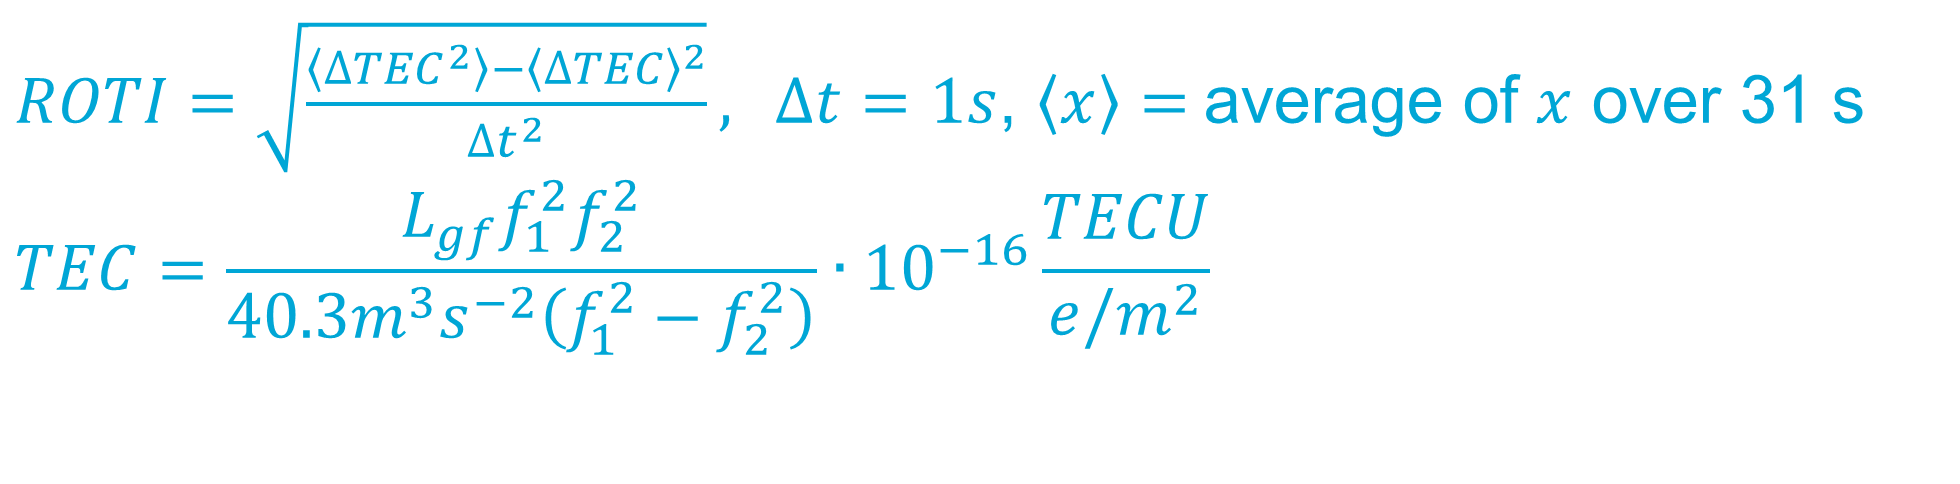 ROTI = √((⟨ΔTEC²⟩−⟨ΔTEC⟩²)/Δt²), Δt = 1s, ⟨x⟩ = average of x over 31 s
TEC = (L_gf f₁² f₂²)/(40.3m³s⁻²(f₁² − f₂²)) · 10⁻¹⁶ TECU/(e/m²)